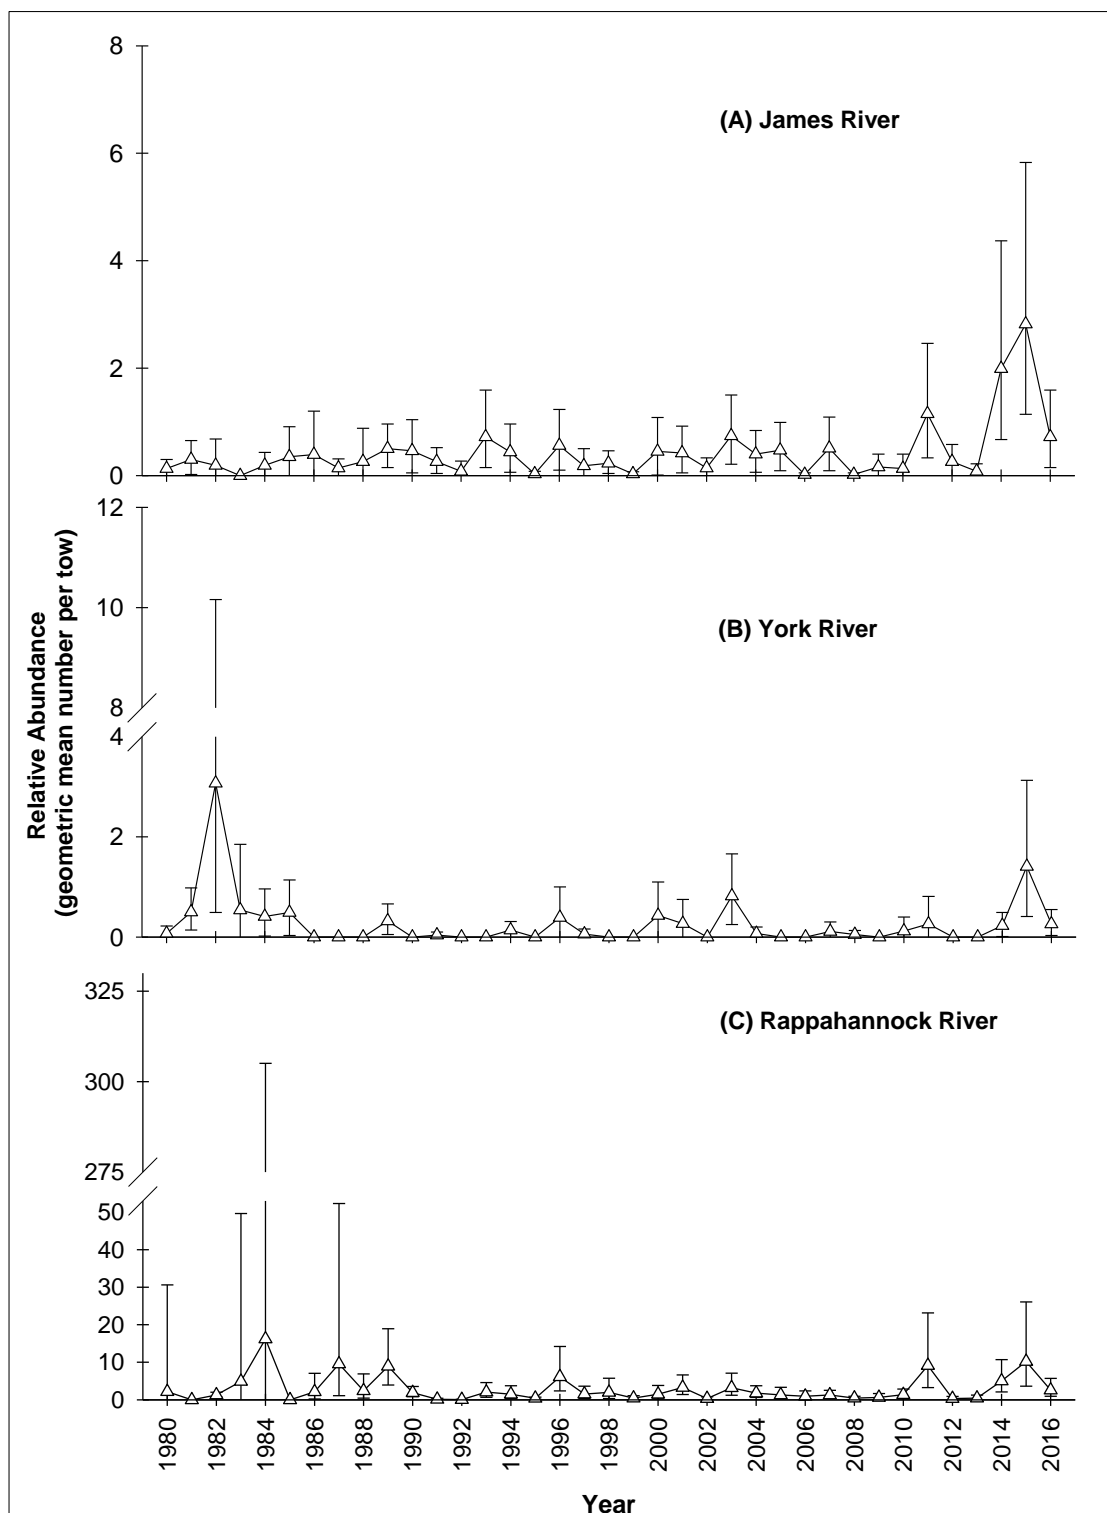 8
(A) James River
6
4
2
0
12
10
(B) York River
8
4
2
0
Relative Abundance
(geometric mean number per tow)
325
(C) Rappahannock River
300
275
50
40
30
20
10
0
1980 1982 1984 1986 1988 1990 1992 1994 1996 1998 2000 2002 2004 2006 2008 2010 2012 2014 2016
Year